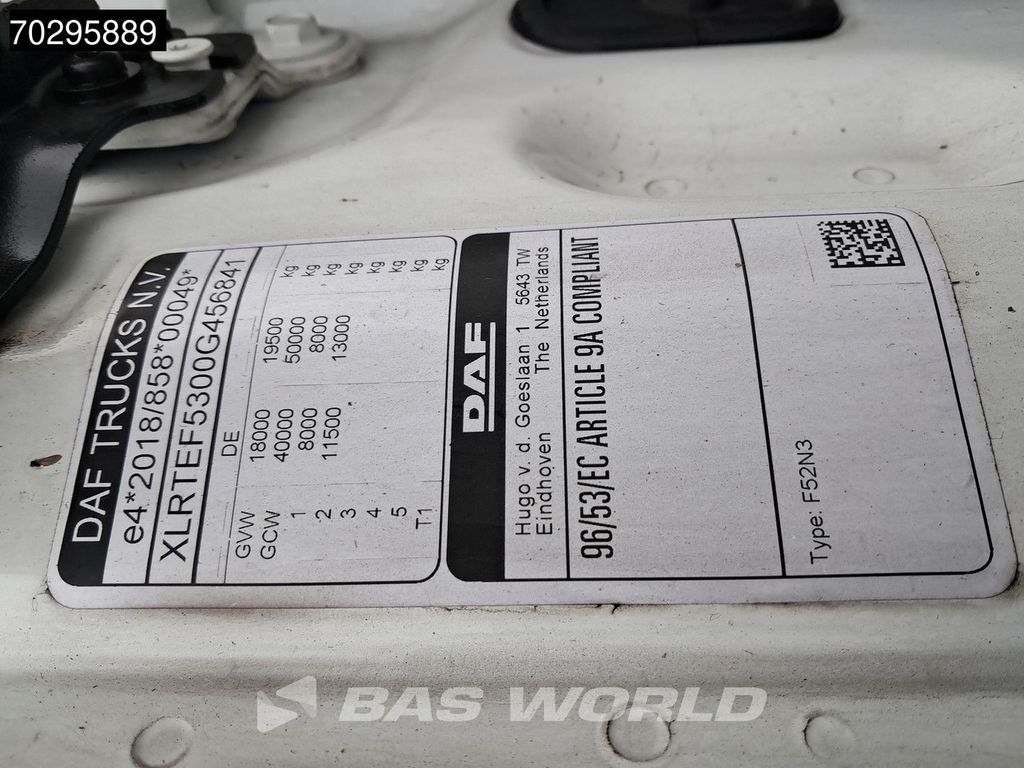 70295889
DAF TRUCKS N.V.
e4*2018/858*00049*
XLRTEF5300G456841
DE
GVW 18000 19500 kg
GCW 40000 50000 kg
1 8000 8000 kg
2 11500 13000 kg
3 kg
4 kg
5 kg
T1 kg
DAF
Hugo v. d. Goeslaan 1 5643 TW
Eindhoven The Netherlands
96/53/EC ARTICLE 9A COMPLIANT
Type: F52N3
BAS WORLD